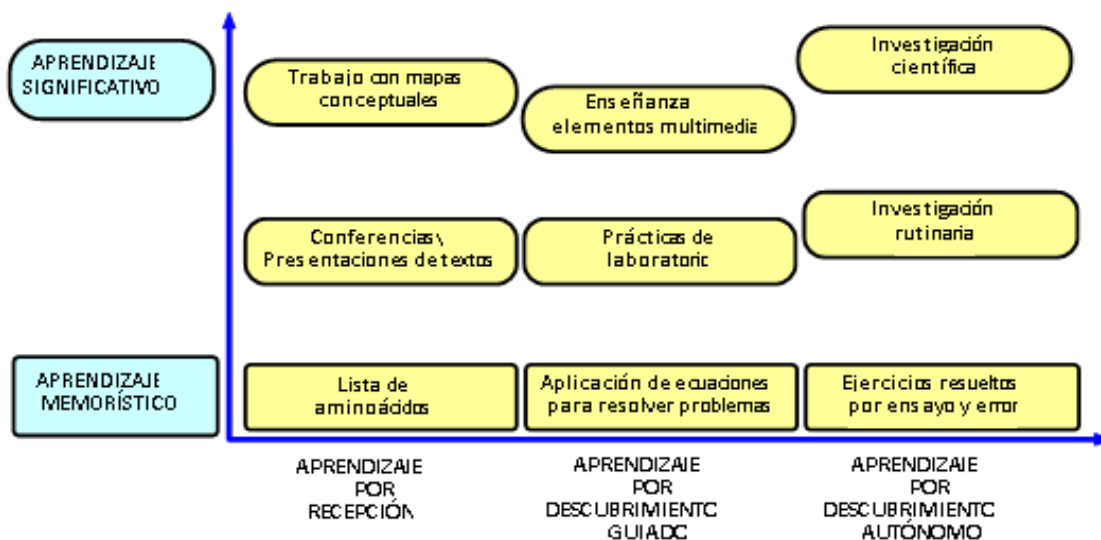 APRENDIZAJE
SIGNIFICATIVO
Trabajo con mapas
conceptuales
Enseñanza
elementos multimedia
Investigación
científica
Conferencias\
Presentaciones de textos
Prácticas de
laboratorio
Investigación
rutinaria
APRENDIZAJE
MEMORÍSTICO
Lista de
aminoácidos
Aplicación de ecuaciones
para resolver problemas
Ejercicios resueltos
por ensayo y error
APRENDIZAJE
POR
RECEPCIÓN
APRENDIZAJE
POR
DESCUBRIMIENTO
GUIADO
APRENDIZAJE
POR
DESCUBRIMIENTO
AUTÓNOMO